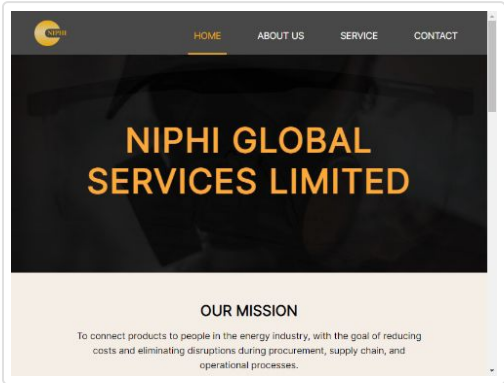 NIPHI
HOME ABOUT US SERVICE CONTACT
NIPHI GLOBAL
SERVICES LIMITED
OUR MISSION
To connect products to people in the energy industry, with the goal of reducing
costs and eliminating disruptions during procurement, supply chain, and
operational processes.